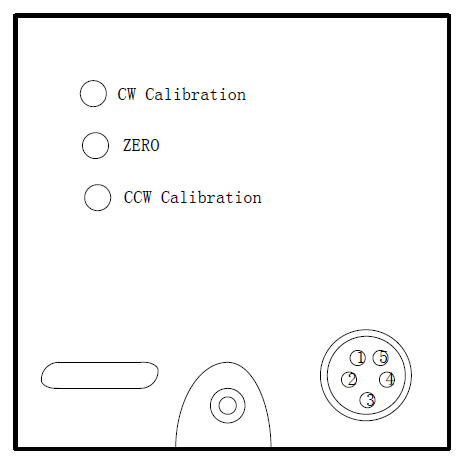 CW Calibration
ZERO
CCW Calibration
1 5
2 4
3